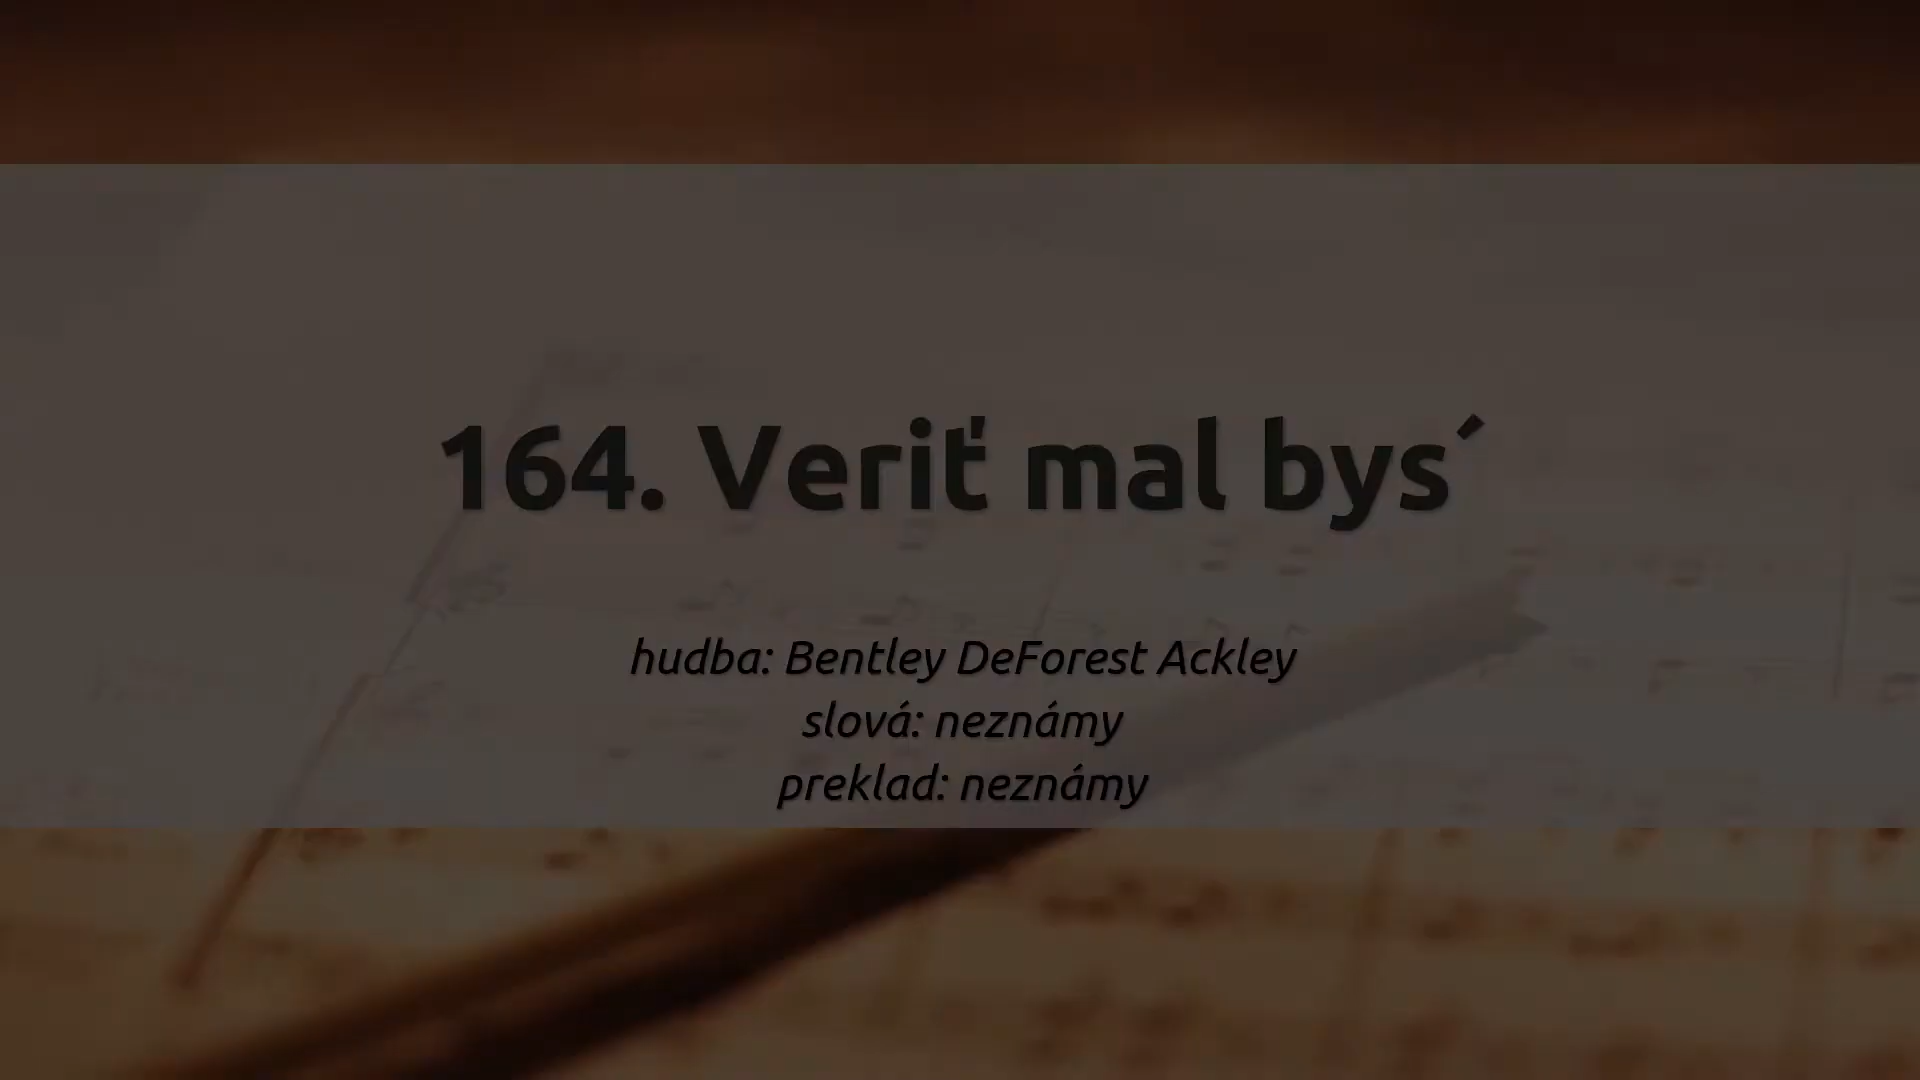 164. Veriť mal bys´
hudba: Bentley DeForest Ackley
slová: neznámy
preklad: neznámy